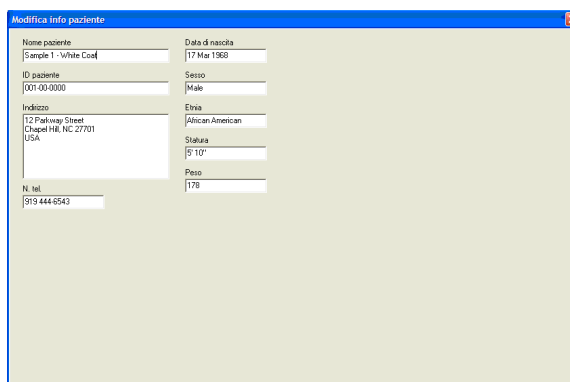 Modifica info paziente
Nome paziente
Sample 1 - White Coat
ID paziente
001-00-0000
Indirizzo
12 Parkway Street
Chapel Hill, NC 27701
USA
N. tel.
919 444-6543
Data di nascita
17 Mar 1968
Sesso
Male
Etnia
African American
Statura
5' 10"
Peso
178